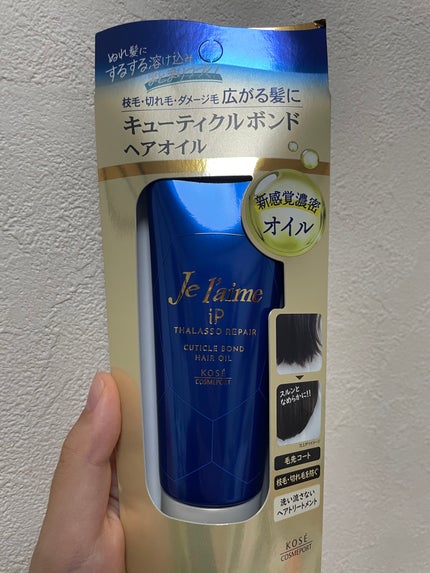 ぬれ髪に
するする溶け込み
枝毛・切れ毛・ダメージ毛 広がる髪に
キューティクルボンド
ヘアオイル
新感覚濃密
オイル
Je l'aime
iP
THALASSO REPAIR
CUTICLE BOND
HAIR OIL
KOSÉ
COSMEPORT
スルンと
なめらかに!!
毛先コート
枝毛・切れ毛を防ぐ
洗い流さない
ヘアトリートメント
KOSÉ
COSMEPORT